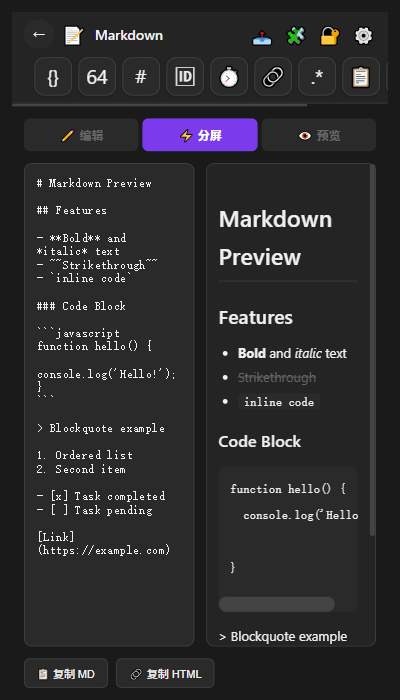 ← Markdown
{} 64 # ID .*
编辑 分屏 预览
# Markdown Preview
## Features
- **Bold** and
*italic* text
- ~~Strikethrough~~
- `inline code`
### Code Block
```javascript
function hello() {
console.log('Hello!');
}
```
> Blockquote example
1. Ordered list
2. Second item
- [x] Task completed
- [ ] Task pending
[Link]
(https://example.com)
Markdown
Preview
Features
• Bold and italic text
• Strikethrough
• inline code
Code Block
function hello() {
console.log('Hello
}
> Blockquote example
复制 MD 复制 HTML